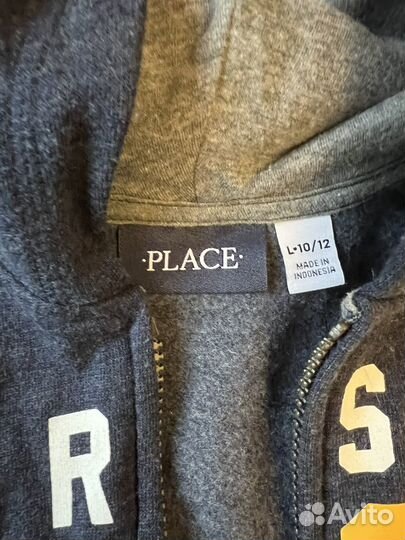 ·PLACE·
L•10/12
MADE IN
INDONESIA
R
S
Avito